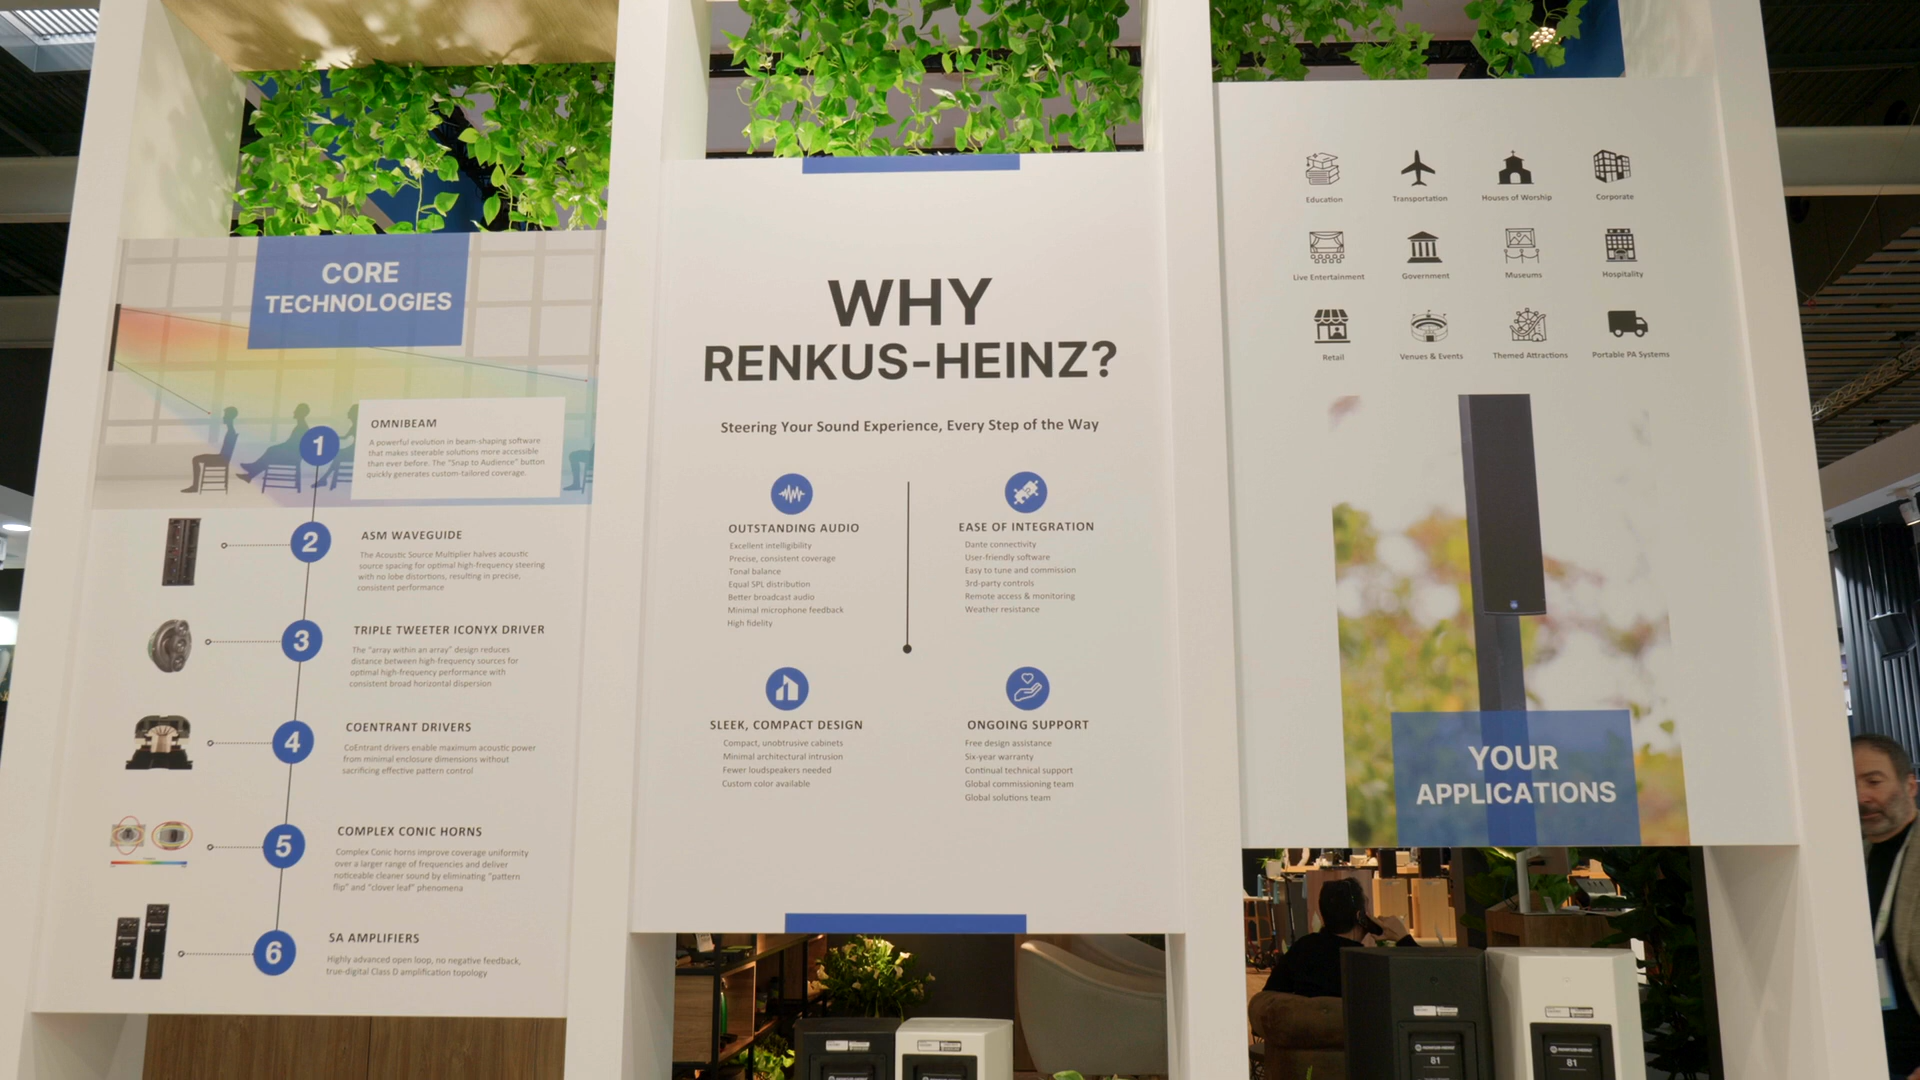 CORE
TECHNOLOGIES
1
OMNIBEAM
A powerful evolution in beam-shaping software
that makes steerable solutions more accessible
than ever before. The "Snap to Audience" button
quickly generates custom-tailored coverage.
2
ASM WAVEGUIDE
The Acoustic Source Multiplier halves acoustic
source spacing for optimal high-frequency steering
with no lobe distortions, resulting in precise,
consistent performance
3
TRIPLE TWEETER ICONYX DRIVER
The "array within an array" design reduces
distance between high-frequency sources for
optimal high-frequency performance with
consistent broad horizontal dispersion
4
COENTRANT DRIVERS
CoEntrant drivers enable maximum acoustic power
from minimal enclosure dimensions without
sacrificing effective pattern control
5
COMPLEX CONIC HORNS
Complex Conic horns improve coverage uniformity
over a larger range of frequencies and deliver
noticeable cleaner sound by eliminating "pattern
flip" and "clover leaf" phenomena
6
SA AMPLIFIERS
Highly advanced open loop, no negative feedback,
true-digital Class D amplification topology
WHY
RENKUS-HEINZ?
Steering Your Sound Experience, Every Step of the Way
OUTSTANDING AUDIO
Excellent intelligibility
Precise, consistent coverage
Tonal balance
Equal SPL distribution
Better broadcast audio
Minimal microphone feedback
High fidelity
EASE OF INTEGRATION
Dante connectivity
User-friendly software
Easy to tune and commission
3rd-party controls
Remote access & monitoring
Weather resistance
SLEEK, COMPACT DESIGN
Compact, unobtrusive cabinets
Minimal architectural intrusion
Fewer loudspeakers needed
Custom color available
ONGOING SUPPORT
Free design assistance
Six-year warranty
Continual technical support
Global commissioning team
Global solutions team
Education
Transportation
Houses of Worship
Corporate
Live Entertainment
Government
Museums
Hospitality
Retail
Venues & Events
Themed Attractions
Portable PA Systems
YOUR
APPLICATIONS
RENKUS-HEINZ
81
RENKUS-HEINZ
81